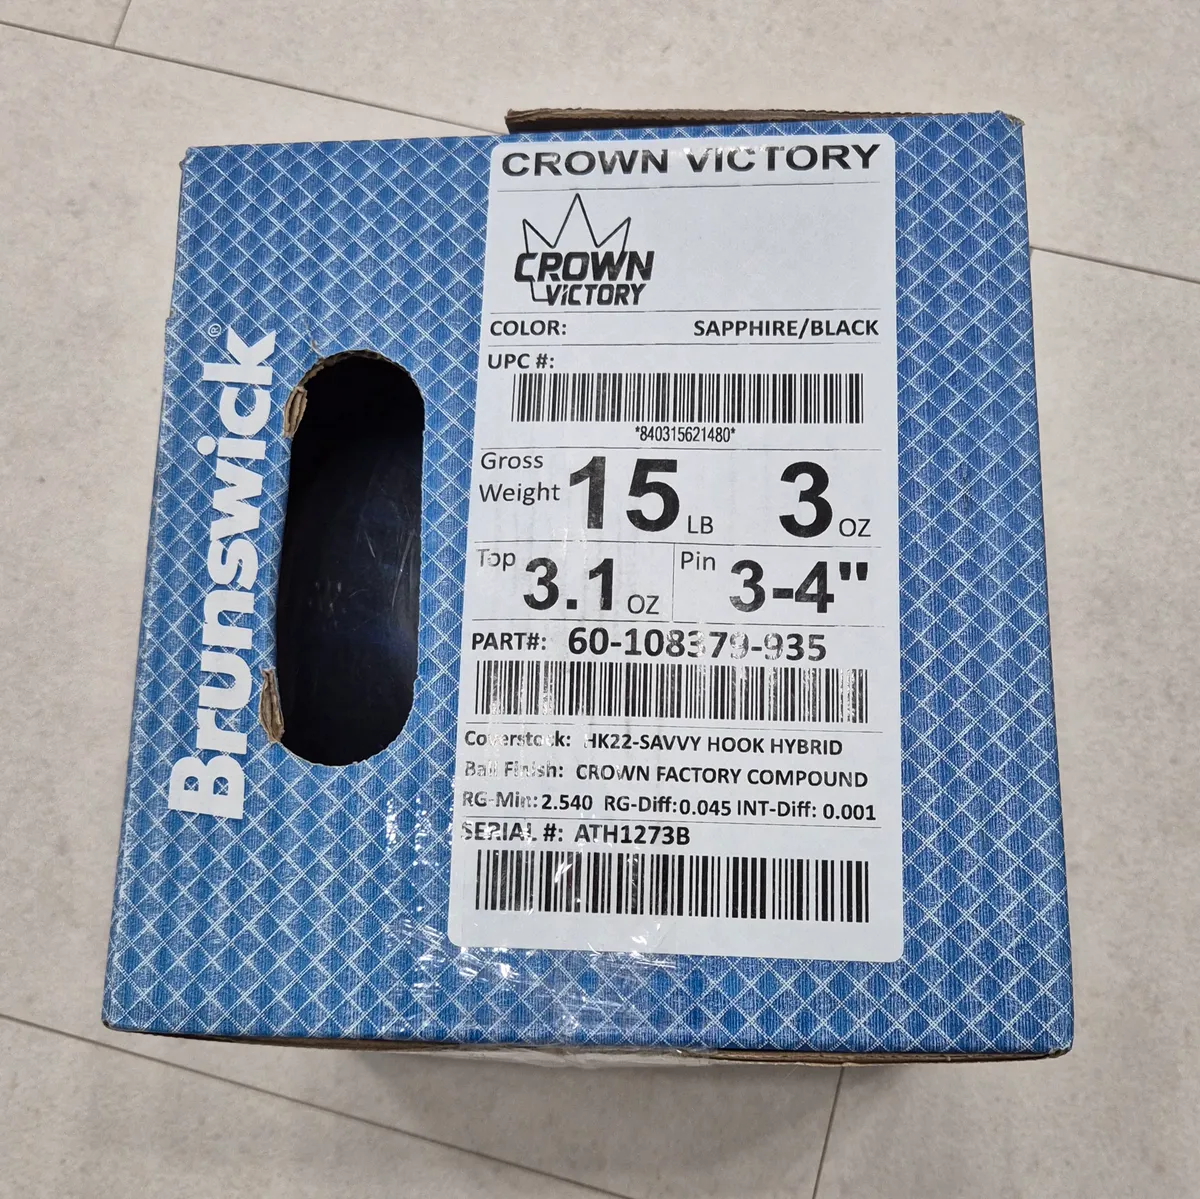 Brunswick®
CROWN VICTORY
CROWN
VICTORY
COLOR: SAPPHIRE/BLACK
UPC #:
*840315621480*
Gross
Weight 15 LB 3 OZ
Top 3.1 OZ Pin 3-4"
PART#: 60-108379-935
Coverstock: HK22-SAVVY HOOK HYBRID
Ball Finish: CROWN FACTORY COMPOUND
RG-Min: 2.540 RG-Diff: 0.045 INT-Diff: 0.001
SERIAL #: ATH1273B